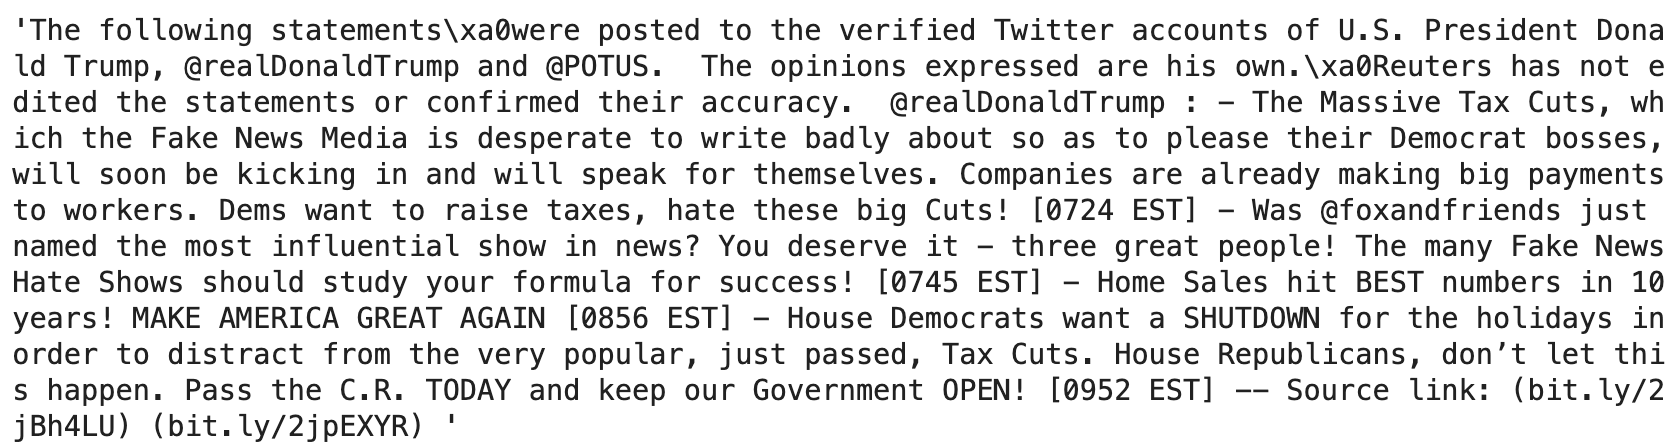 'The following statements\xa0were posted to the verified Twitter accounts of U.S. President Dona
ld Trump, @realDonaldTrump and @POTUS.  The opinions expressed are his own.\xa0Reuters has not e
dited the statements or confirmed their accuracy.  @realDonaldTrump : - The Massive Tax Cuts, wh
ich the Fake News Media is desperate to write badly about so as to please their Democrat bosses,
will soon be kicking in and will speak for themselves. Companies are already making big payments
to workers. Dems want to raise taxes, hate these big Cuts! [0724 EST] - Was @foxandfriends just
named the most influential show in news? You deserve it - three great people! The many Fake News
Hate Shows should study your formula for success! [0745 EST] - Home Sales hit BEST numbers in 10
years! MAKE AMERICA GREAT AGAIN [0856 EST] - House Democrats want a SHUTDOWN for the holidays in
order to distract from the very popular, just passed, Tax Cuts. House Republicans, don’t let thi
s happen. Pass the C.R. TODAY and keep our Government OPEN! [0952 EST] -- Source link: (bit.ly/2
jBh4LU) (bit.ly/2jpEXYR) '